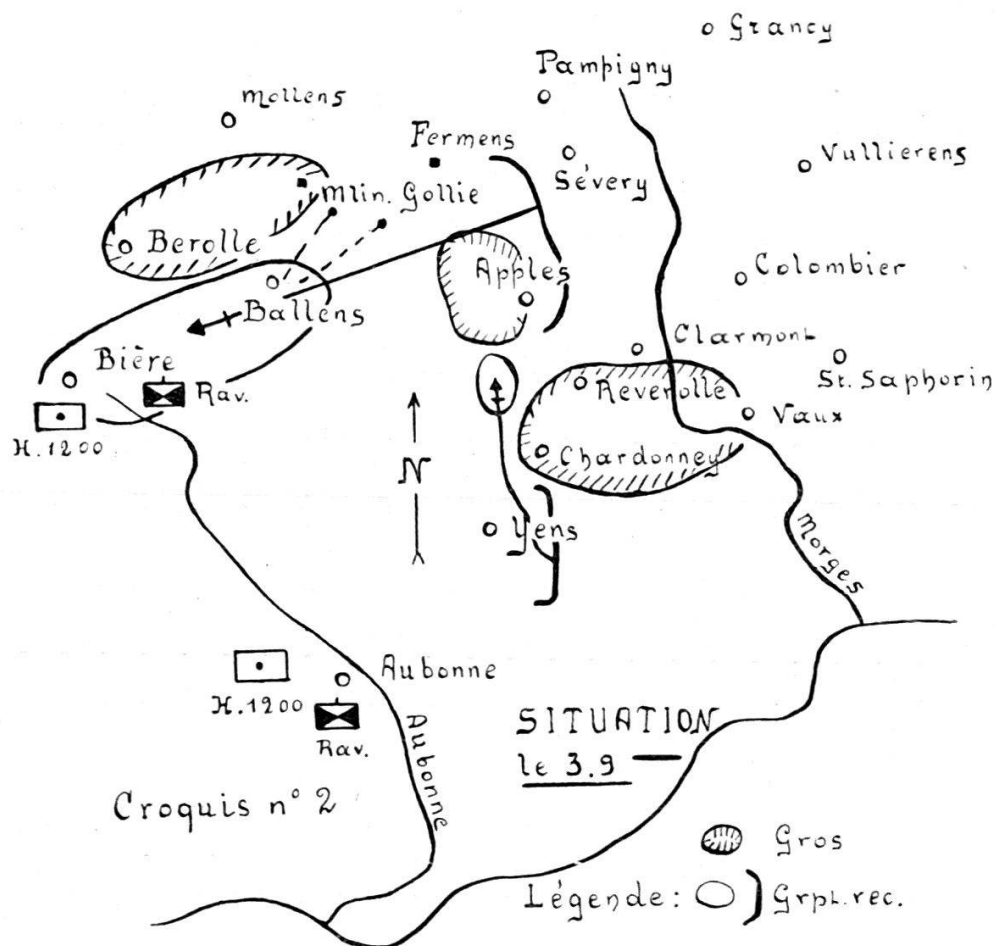 Grancy
Pampigny
Mollens
Fermens
Vullierens
Sévery
Mlin. Gollie
Berolle
Apples
Colombier
Ballens
Clarmont
Bière
St. Saphorin
Rav.
Reverolle
Vaux
H.1200
N
Chardonney
Yens
Morges
Aubonne
H.1200
Rav.
Aubonne
SITUATION
le 3.9
Croquis n° 2
Gros
Légende: Grpt.rec.